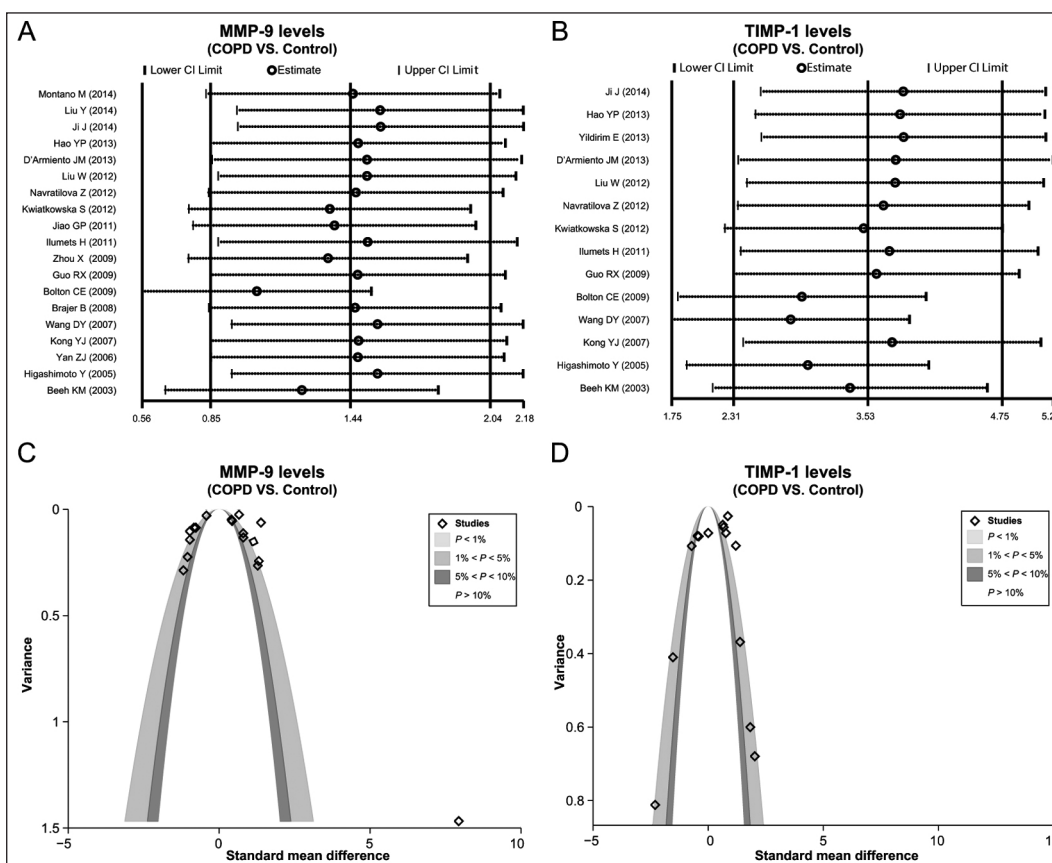 A
MMP-9 levels
(COPD VS. Control)
Lower CI Limit Estimate Upper CI Limit
Montano M (2014)
Liu Y (2014)
Ji J (2014)
Hao YP (2013)
D'Armiento JM (2013)
Liu W (2012)
Navratilova Z (2012)
Kwiatkowska S (2012)
Jiao GP (2011)
Ilumets H (2011)
Zhou X (2009)
Guo RX (2009)
Bolton CE (2009)
Brajer B (2008)
Wang DY (2007)
Kong YJ (2007)
Yan ZJ (2006)
Higashimoto Y (2005)
Beeh KM (2003)
0.56 0.85 1.44 2.04 2.18
B
TIMP-1 levels
(COPD VS. Control)
Lower CI Limit Estimate Upper CI Limit
Ji J (2014)
Hao YP (2013)
Yildirim E (2013)
D'Armiento JM (2013)
Liu W (2012)
Navratilova Z (2012)
Kwiatkowska S (2012)
Ilumets H (2011)
Guo RX (2009)
Bolton CE (2009)
Wang DY (2007)
Kong YJ (2007)
Higashimoto Y (2005)
Beeh KM (2003)
1.75 2.31 3.53 4.75 5.2
C
MMP-9 levels
(COPD VS. Control)
Studies
P < 1%
1% < P < 5%
5% < P < 10%
P > 10%
Variance
0
0.5
1
1.5
−5 0 5 10
Standard mean difference
D
TIMP-1 levels
(COPD VS. Control)
Studies
P < 1%
1% < P < 5%
5% < P < 10%
P > 10%
Variance
0
0.2
0.4
0.6
0.8
−5 0 5 10
Standard mean difference